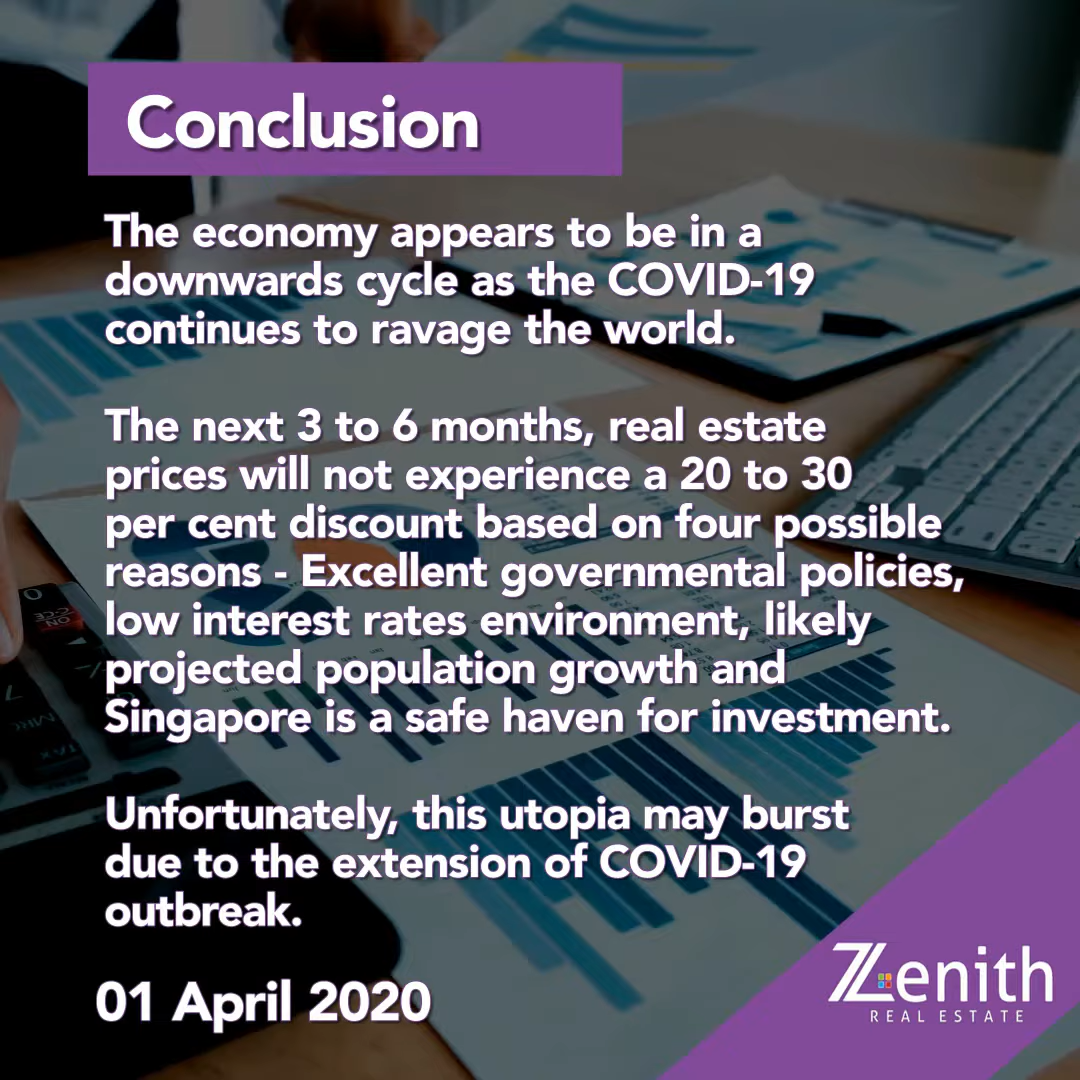 Conclusion
The economy appears to be in a
downwards cycle as the COVID-19
continues to ravage the world.
The next 3 to 6 months, real estate
prices will not experience a 20 to 30
per cent discount based on four possible
reasons - Excellent governmental policies,
low interest rates environment, likely
projected population growth and
Singapore is a safe haven for investment.
Unfortunately, this utopia may burst
due to the extension of COVID-19
outbreak.
01 April 2020
Zenith
REAL ESTATE